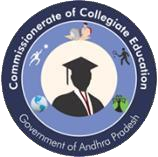 Commissionerate of Collegiate Education
Government of Andhra Pradesh